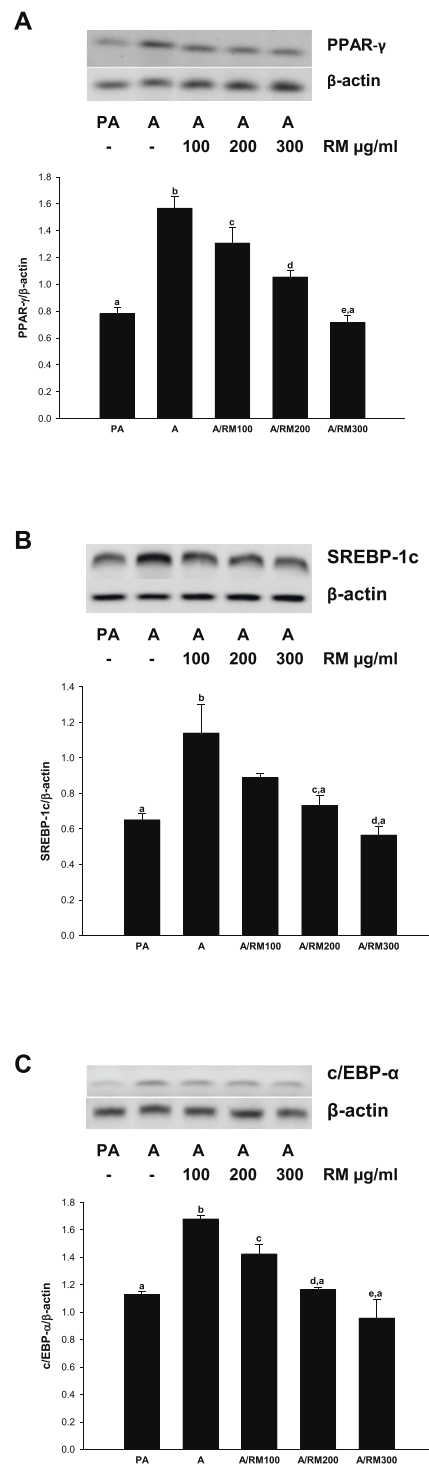 A
PPAR-γ
β-actin
PA A A A A
- - 100 200 300 RM µg/ml
PPAR-γ/β-actin
1.8
1.6
1.4
1.2
1.0
0.8
0.6
0.4
0.2
0.0
a
b
c
d
e,a
PA A A/RM100 A/RM200 A/RM300
B
SREBP-1c
β-actin
PA A A A A
- - 100 200 300 RM µg/ml
SREBP-1c/β-actin
1.4
1.2
1.0
0.8
0.6
0.4
0.2
0.0
a
b
c,a
d,a
PA A A/RM100 A/RM200 A/RM300
C
c/EBP-α
β-actin
PA A A A A
- - 100 200 300 RM µg/ml
c/EBP-α/β-actin
1.8
1.6
1.4
1.2
1.0
0.8
0.6
0.4
0.2
0.0
a
b
c
d,a
e,a
PA A A/RM100 A/RM200 A/RM300